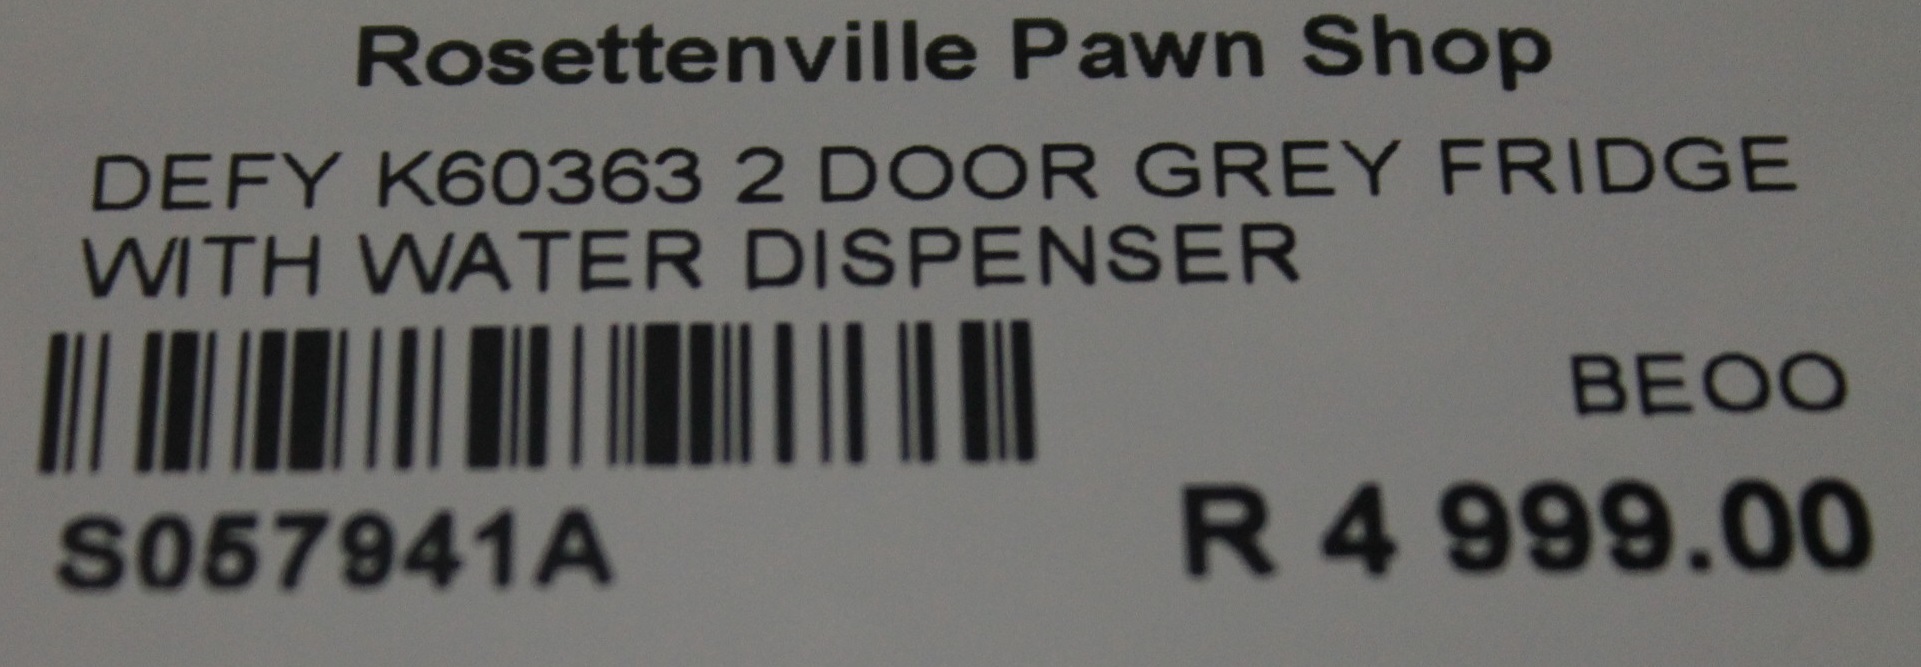 Rosettenville Pawn Shop
DEFY K60363 2 DOOR GREY FRIDGE
WITH WATER DISPENSER
BEOO
S057941A
R 4 999.00